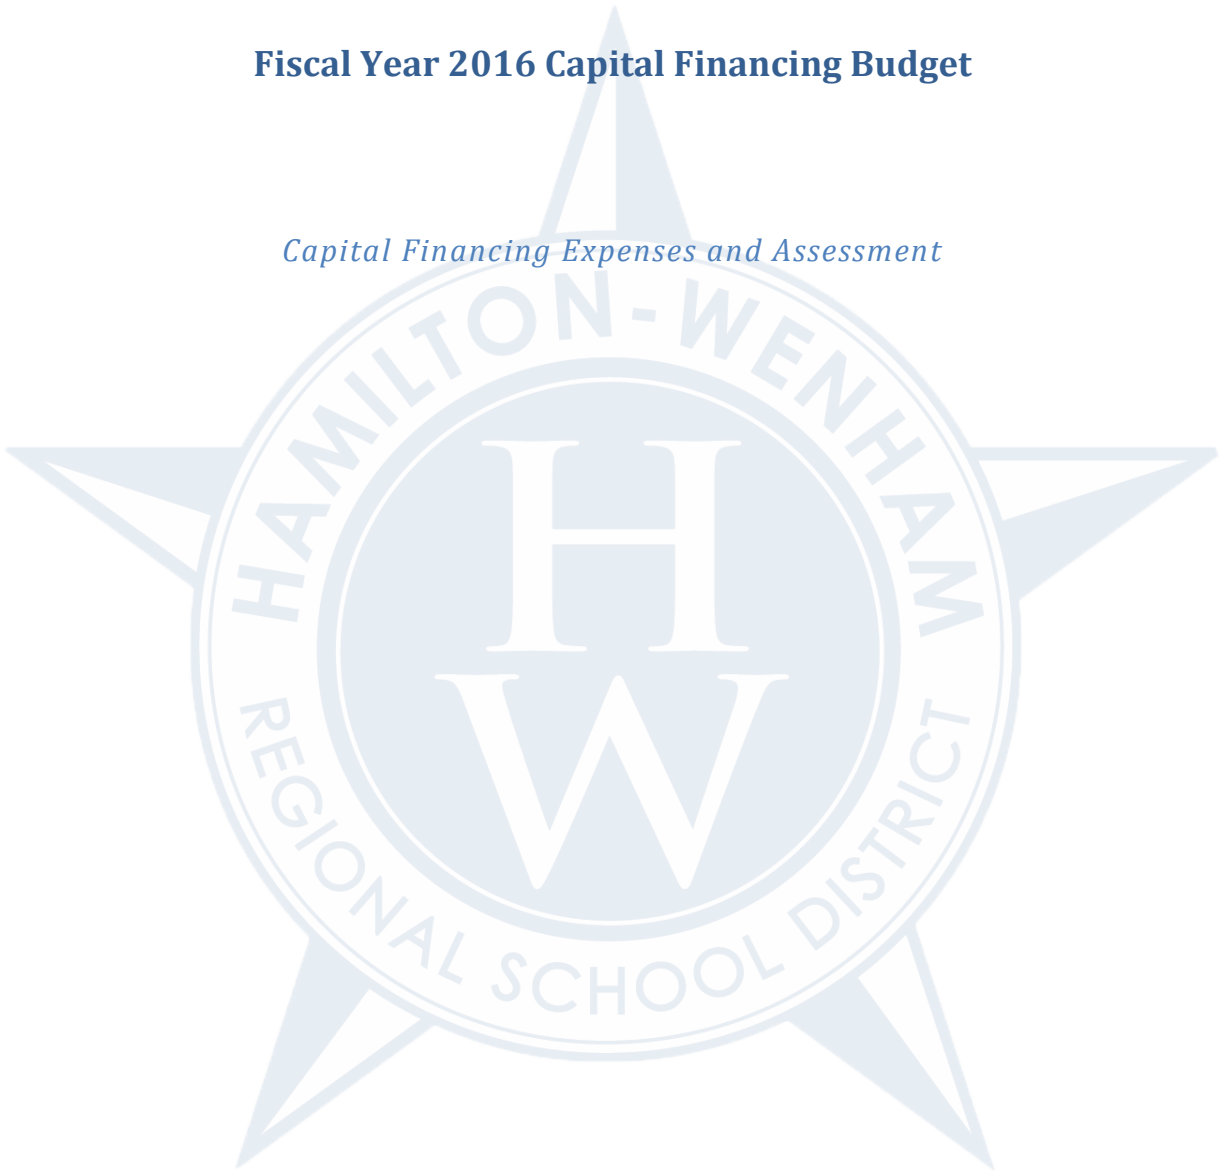 Fiscal Year 2016 Capital Financing Budget
Capital Financing Expenses and Assessment
HAMILTON-WENHAM
H
W
REGIONAL SCHOOL DISTRICT